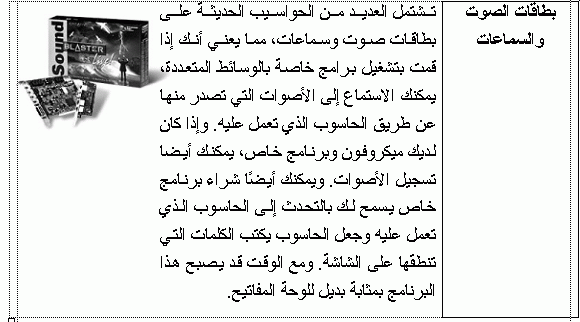 بطاقات الصوت
والسماعات
تشتمل العديد من الحواسيب الحديثة على
بطاقات صوت وسماعات، مما يعني أنك إذا
قمت بتشغيل برامج خاصة بالوسائط المتعددة،
يمكنك الاستماع إلى الأصوات التي تصدر منها
عن طريق الحاسوب الذي تعمل عليه. وإذا كان
لديك ميكروفون وبرنامج خاص، يمكنك أيضا
تسجيل الأصوات. ويمكنك أيضًا شراء برنامج
خاص يسمح لك بالتحدث إلى الحاسوب الذي
تعمل عليه وجعل الحاسوب يكتب الكلمات التي
تنطقها على الشاشة. ومع الوقت قد يصبح هذا
البرنامج بمثابة بديل للوحة المفاتيح.
Sound
BLASTER